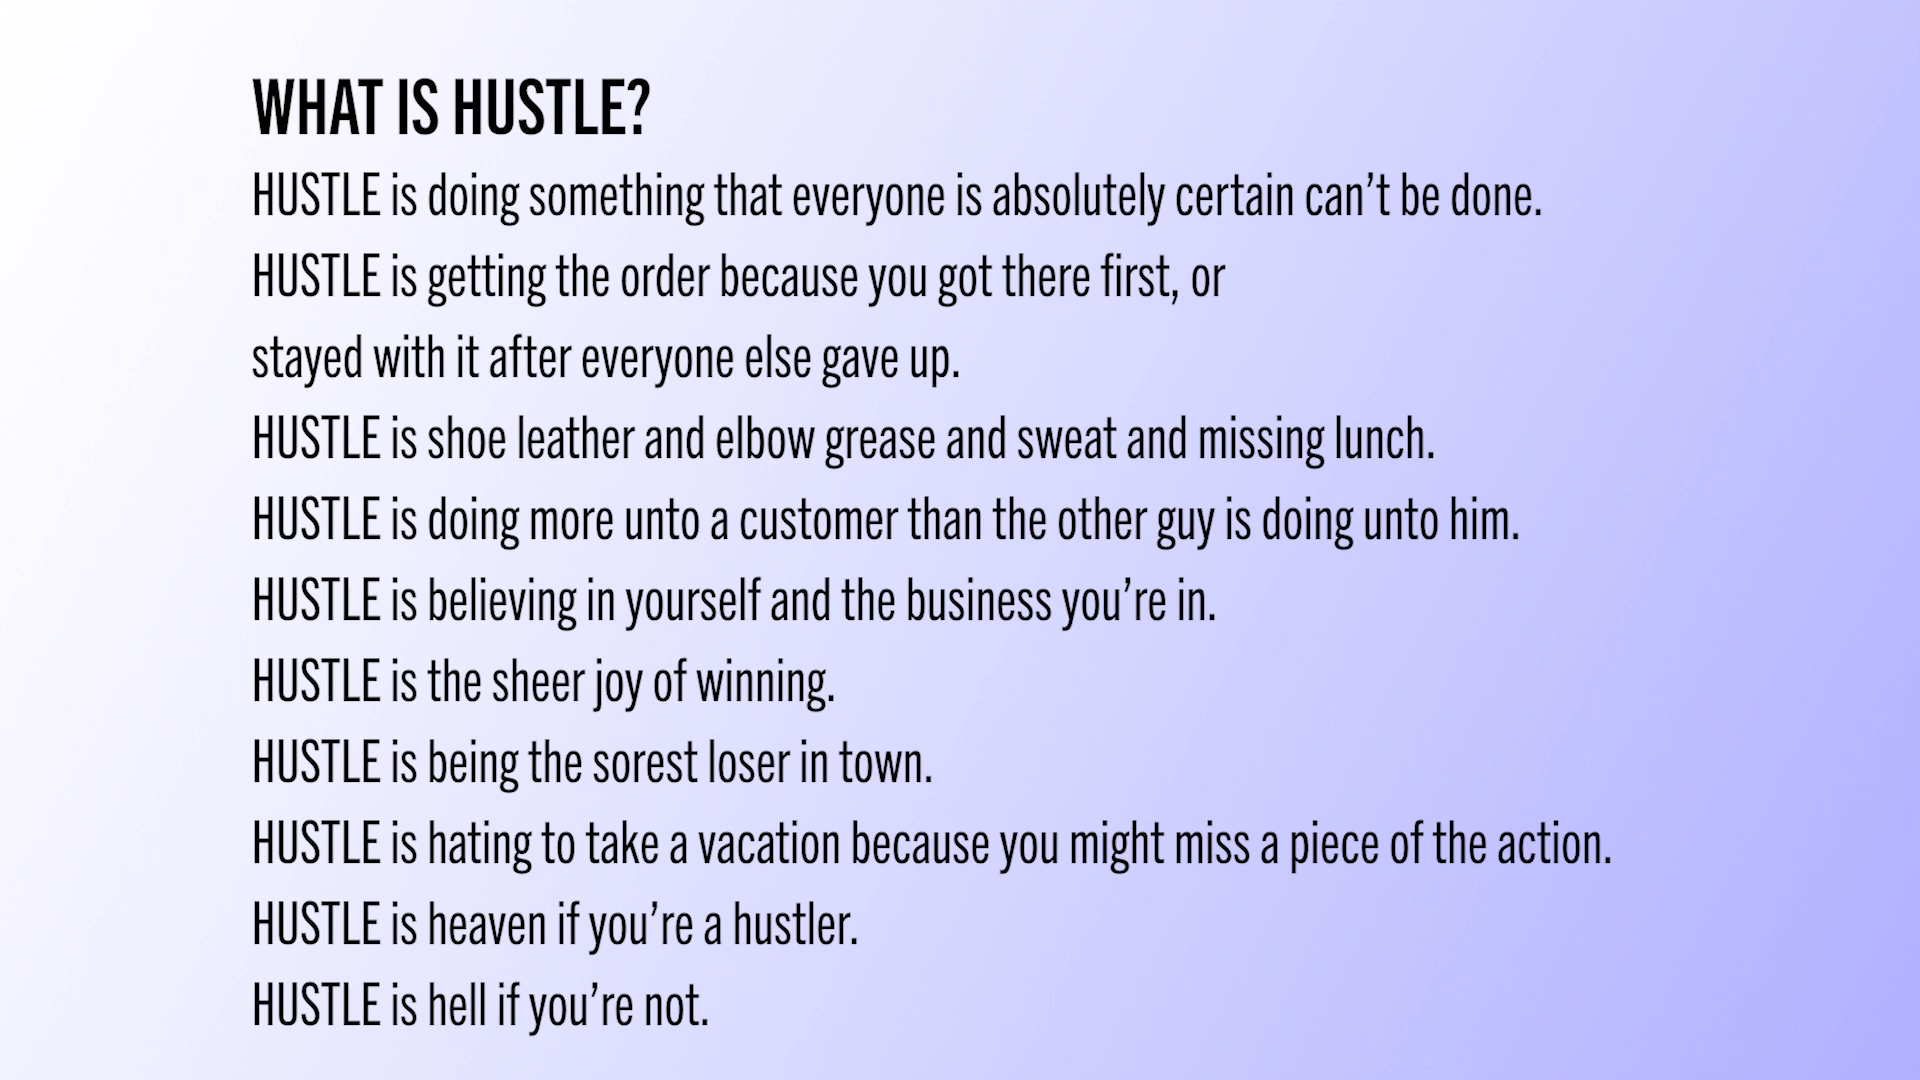 WHAT IS HUSTLE?
HUSTLE is doing something that everyone is absolutely certain can’t be done.
HUSTLE is getting the order because you got there first, or
stayed with it after everyone else gave up.
HUSTLE is shoe leather and elbow grease and sweat and missing lunch.
HUSTLE is doing more unto a customer than the other guy is doing unto him.
HUSTLE is believing in yourself and the business you’re in.
HUSTLE is the sheer joy of winning.
HUSTLE is being the sorest loser in town.
HUSTLE is hating to take a vacation because you might miss a piece of the action.
HUSTLE is heaven if you’re a hustler.
HUSTLE is hell if you’re not.